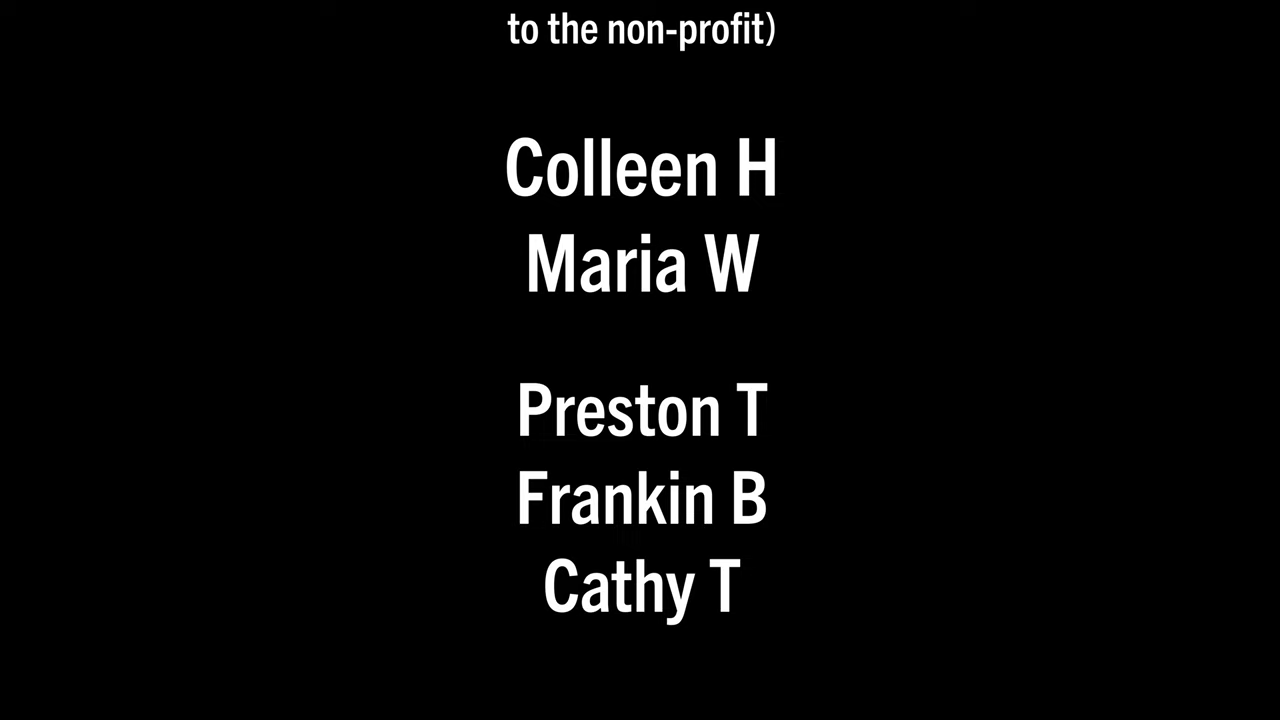 to the non-profit)
Colleen H
Maria W
Preston T
Frankin B
Cathy T